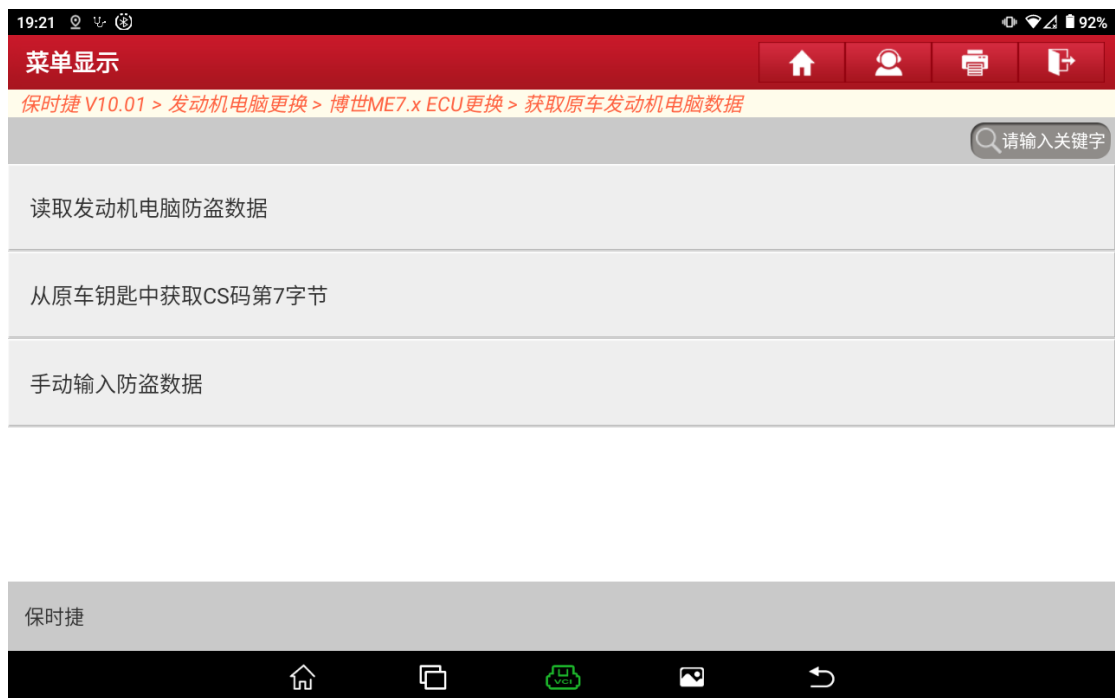 19:21 92%
菜单显示
保时捷 V10.01 > 发动机电脑更换 > 博世ME7.x ECU更换 > 获取原车发动机电脑数据
请输入关键字
读取发动机电脑防盗数据
从原车钥匙中获取CS码第7字节
手动输入防盗数据
保时捷
VCI